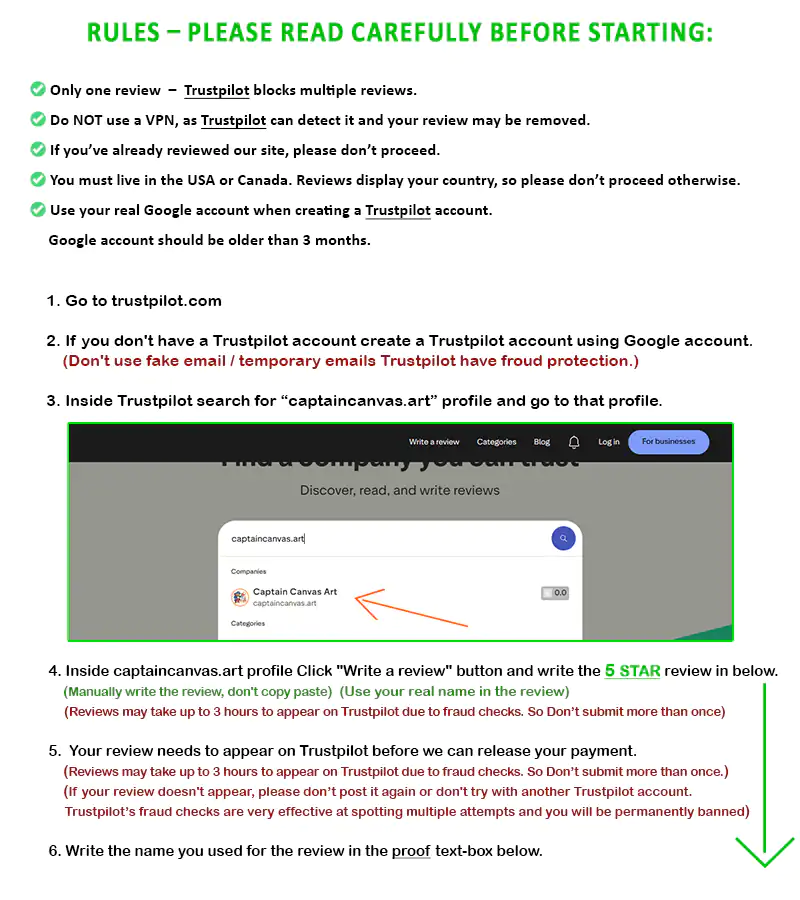 RULES – PLEASE READ CAREFULLY BEFORE STARTING:
Only one review – Trustpilot blocks multiple reviews.
Do NOT use a VPN, as Trustpilot can detect it and your review may be removed.
If you’ve already reviewed our site, please don’t proceed.
You must live in the USA or Canada. Reviews display your country, so please don’t proceed otherwise.
Use your real Google account when creating a Trustpilot account.
Google account should be older than 3 months.
1. Go to trustpilot.com
2. If you don't have a Trustpilot account create a Trustpilot account using Google account.
(Don't use fake email / temporary emails Trustpilot have froud protection.)
3. Inside Trustpilot search for “captaincanvas.art” profile and go to that profile.
Write a review Categories Blog Log in For businesses
Find a company you can trust
Discover, read, and write reviews
captaincanvas.art
Companies
Captain Canvas Art
captaincanvas.art
0.0
Categories
4. Inside captaincanvas.art profile Click "Write a review" button and write the 5 STAR review in below.
(Manually write the review, don't copy paste) (Use your real name in the review)
(Reviews may take up to 3 hours to appear on Trustpilot due to fraud checks. So Don’t submit more than once)
5. Your review needs to appear on Trustpilot before we can release your payment.
(Reviews may take up to 3 hours to appear on Trustpilot due to fraud checks. So Don’t submit more than once.)
(If your review doesn't appear, please don’t post it again or don't try with another Trustpilot account.
Trustpilot’s fraud checks are very effective at spotting multiple attempts and you will be permanently banned)
6. Write the name you used for the review in the proof text-box below.